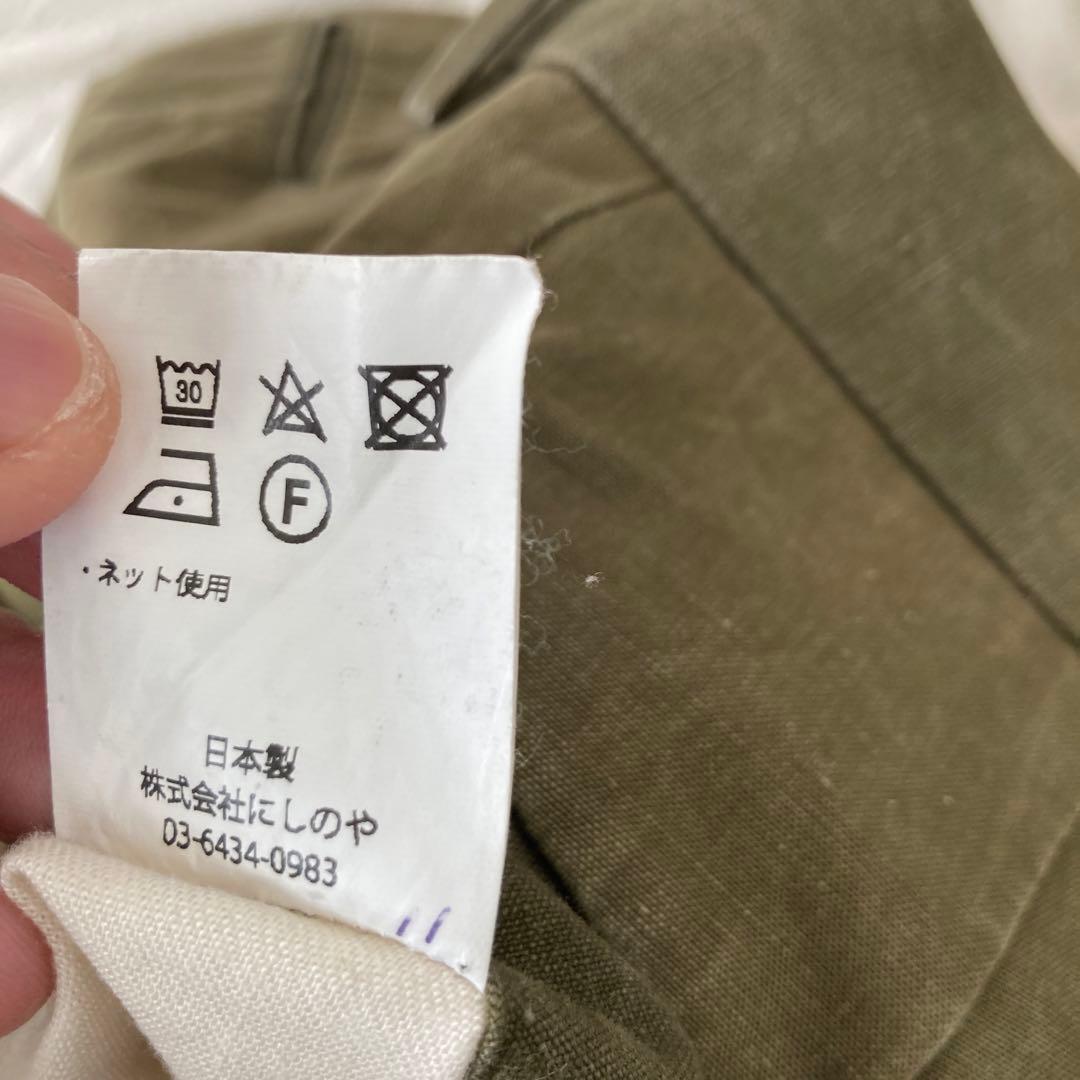 30
F
・ネット使用
日本製
株式会社にしのや
03-6434-0983